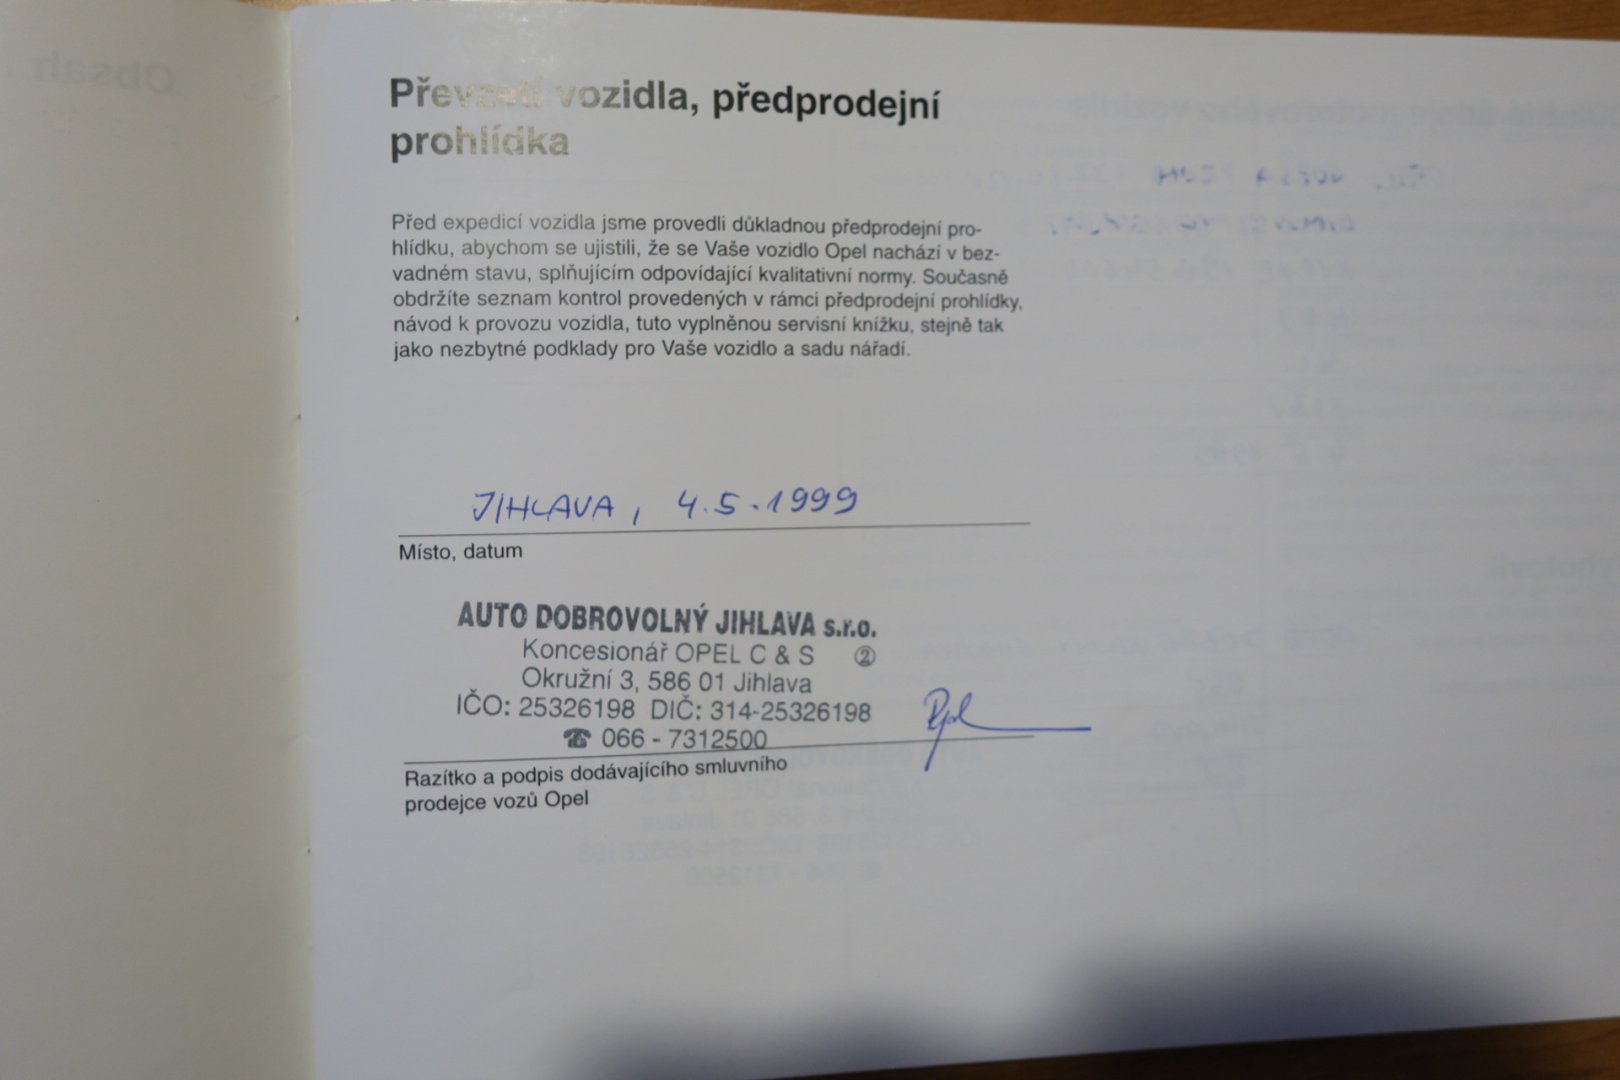 Obsah
Převzetí vozidla, předprodejní
prohlídka
Před expedicí vozidla jsme provedli důkladnou předprodejní pro-
hlídku, abychom se ujistili, že se Vaše vozidlo Opel nachází v bez-
vadném stavu, splňujícím odpovídající kvalitativní normy. Současně
obdržíte seznam kontrol provedených v rámci předprodejní prohlídky,
návod k provozu vozidla, tuto vyplněnou servisní knížku, stejně tak
jako nezbytné podklady pro Vaše vozidlo a sadu nářadí.
JIHLAVA, 4.5.1999
Místo, datum
AUTO DOBROVOLNÝ JIHLAVA s.r.o.
Koncesionář OPEL C & S ②
Okružní 3, 586 01 Jihlava
IČO: 25326198 DIČ: 314-25326198
☎ 066 - 7312500
Razítko a podpis dodávajícího smluvního
prodejce vozů Opel